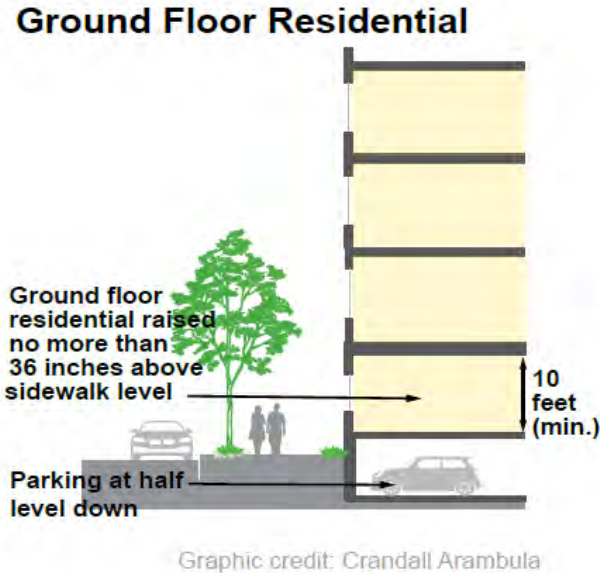 Ground Floor Residential
Ground floor
residential raised
no more than
36 inches above
sidewalk level
10
feet
(min.)
Parking at half
level down
Graphic credit: Crandall Arambula